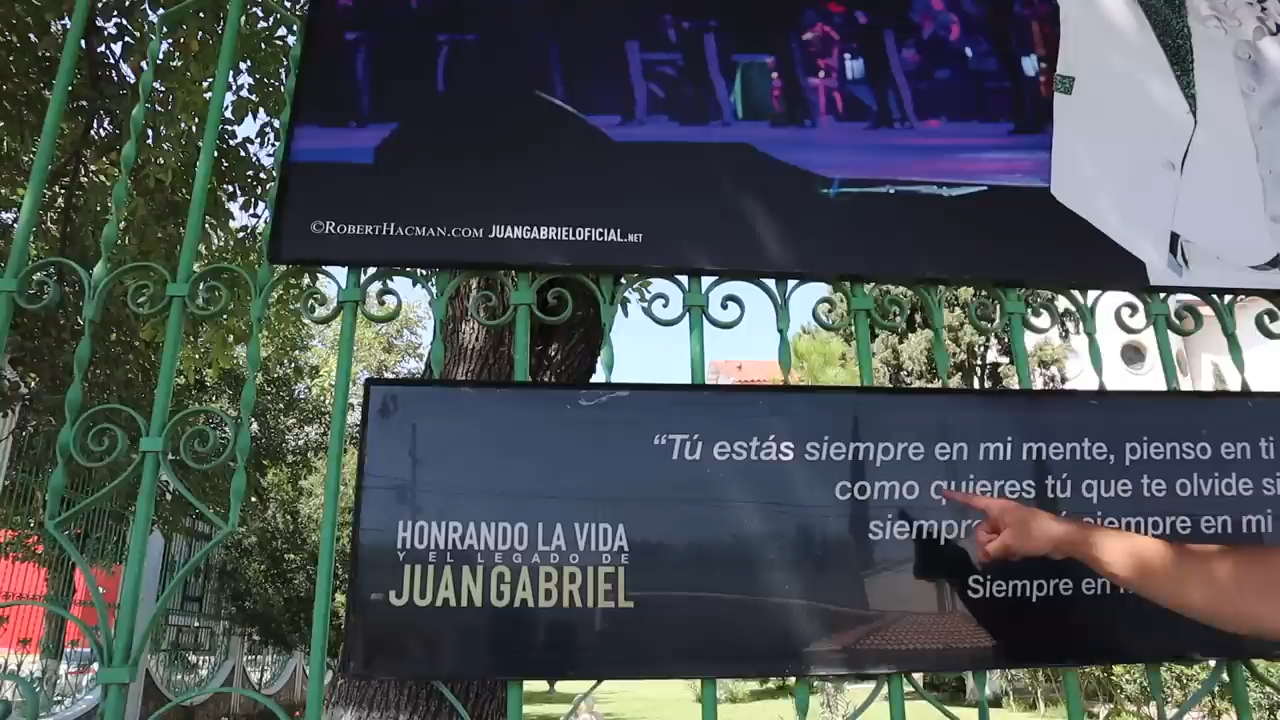 ©ROBERTHACMAN.COM JUANGABRIELOFICIAL.NET
“Tú estás siempre en mi mente, pienso en ti
como quieres tú que te olvide si
siempre siempre en mi
Siempre en
HONRANDO LA VIDA
Y EL LEGADO DE
JUAN GABRIEL